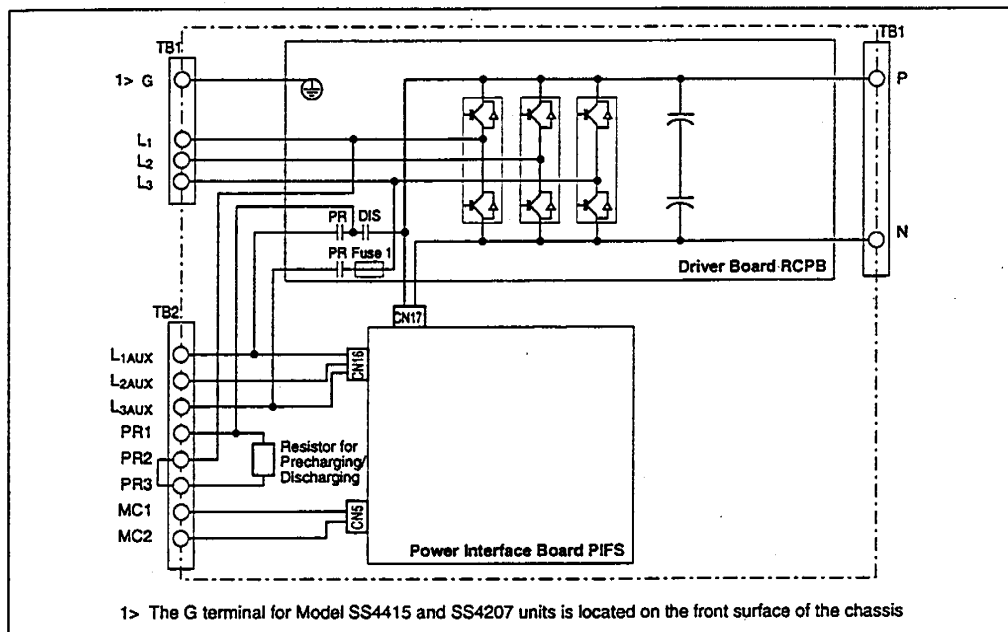 TB1
TB1
1> G
P
L1
L2
L3
PR DIS
PR Fuse 1
N
Driver Board RCPB
TB2
CN17
L1AUX
CN16
L2AUX
L3AUX
PR1
Resistor for
Precharging/
Discharging
PR2
PR3
MC1
CN5
MC2
Power Interface Board PIFS
1> The G terminal for Model SS4415 and SS4207 units is located on the front surface of the chassis